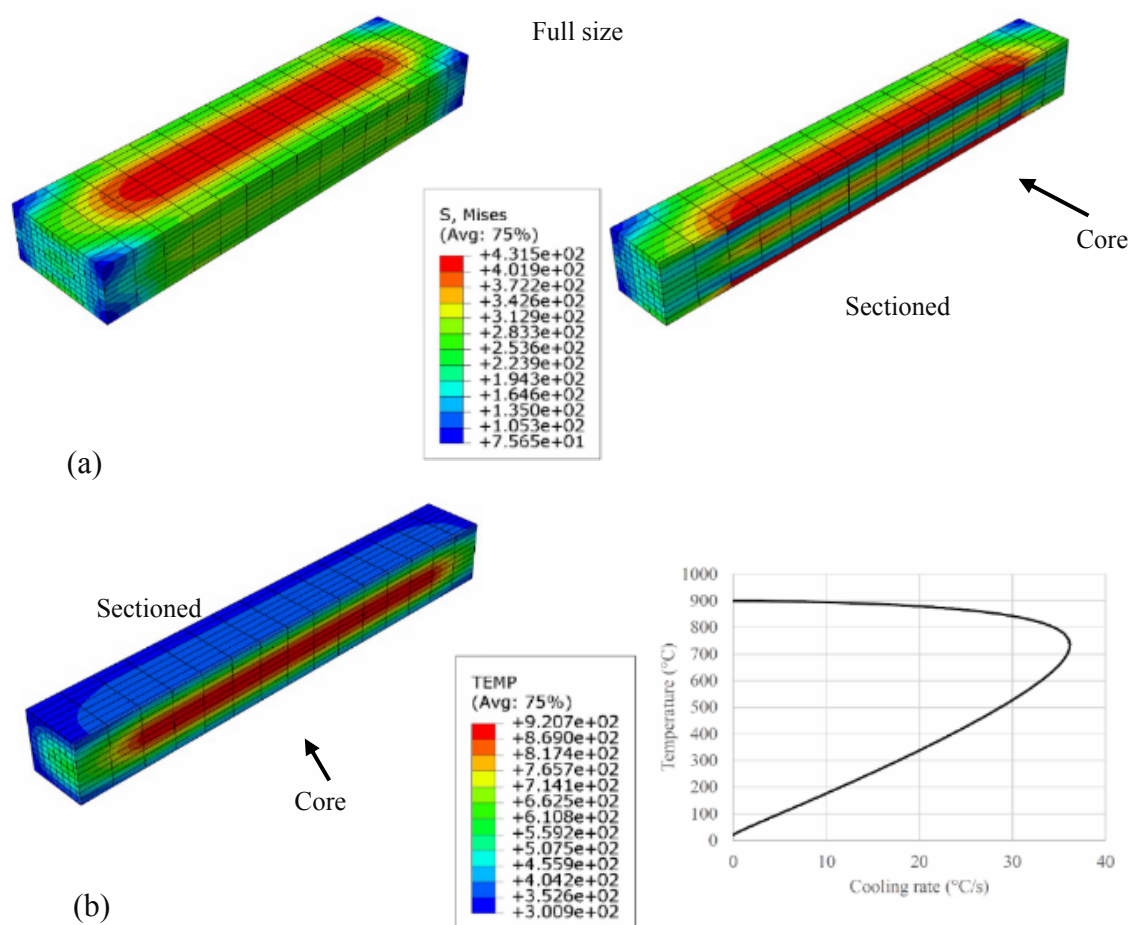 Full size
S, Mises
(Avg: 75%)
+4.315e+02
+4.019e+02
+3.722e+02
+3.426e+02
+3.129e+02
+2.833e+02
+2.536e+02
+2.239e+02
+1.943e+02
+1.646e+02
+1.350e+02
+1.053e+02
+7.565e+01
Core
Sectioned
(a)
Sectioned
Core
TEMP
(Avg: 75%)
+9.207e+02
+8.690e+02
+8.174e+02
+7.657e+02
+7.141e+02
+6.625e+02
+6.108e+02
+5.592e+02
+5.075e+02
+4.559e+02
+4.042e+02
+3.526e+02
+3.009e+02
(b)
Temperature (°C)
1000
900
800
700
600
500
400
300
200
100
0
0 10 20 30 40
Cooling rate (°C/s)